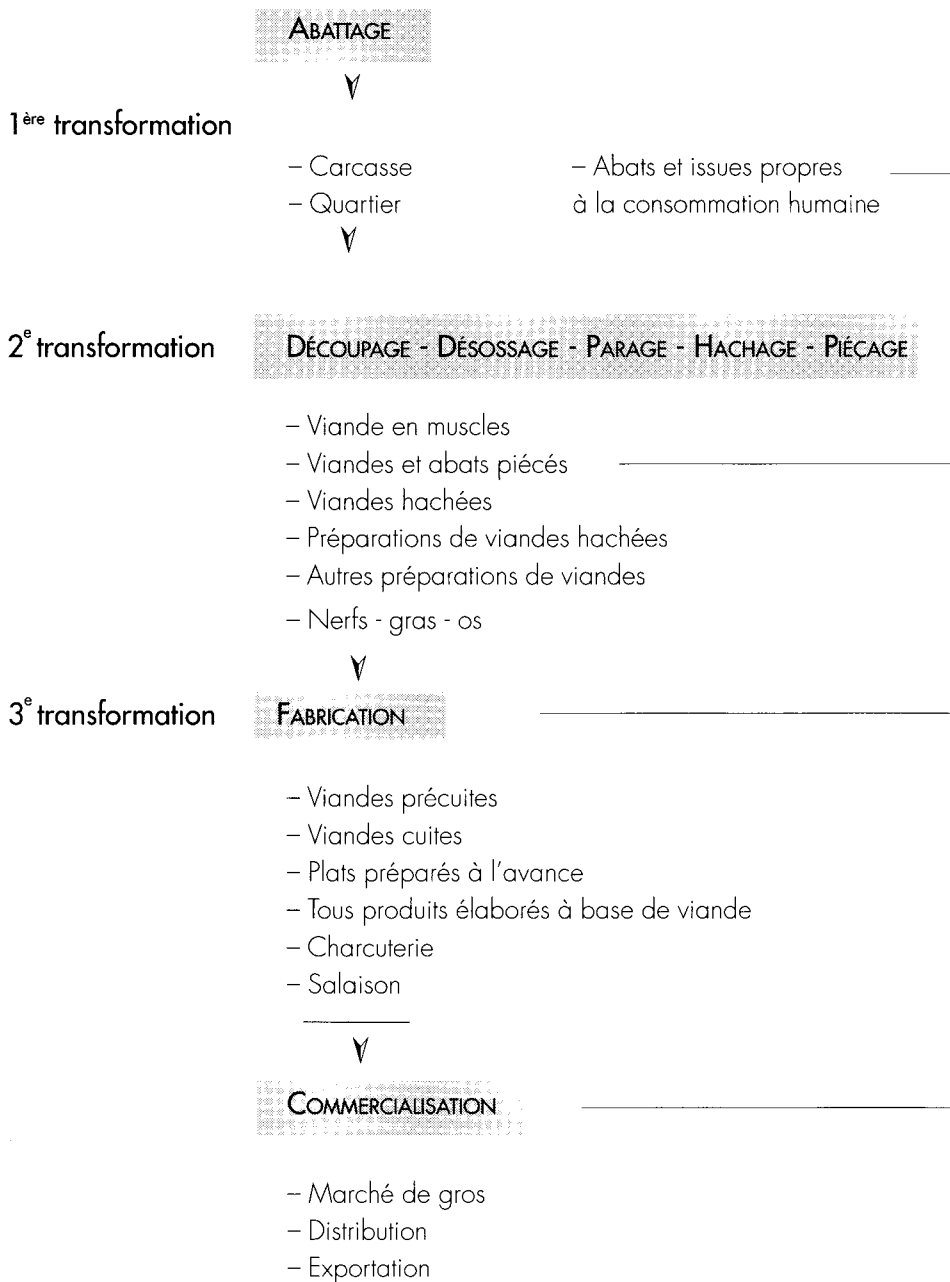 ABATTAGE
1ère transformation
– Carcasse – Abats et issues propres
– Quartier à la consommation humaine
2e transformation DÉCOUPAGE - DÉSOSSAGE - PARAGE - HACHAGE - PIÉÇAGE
– Viande en muscles
– Viandes et abats piécés
– Viandes hachées
– Préparations de viandes hachées
– Autres préparations de viandes
– Nerfs - gras - os
3e transformation FABRICATION
– Viandes précuites
– Viandes cuites
– Plats préparés à l'avance
– Tous produits élaborés à base de viande
– Charcuterie
– Salaison
COMMERCIALISATION
– Marché de gros
– Distribution
– Exportation